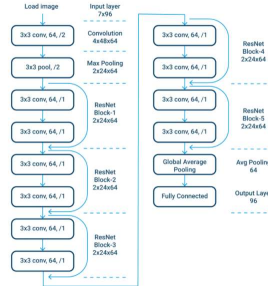 Load image
Input layer
7x96
3x3 conv, 64, /2
Convolution
4x48x64
3x3 pool, /2
Max Pooling
2x24x64
3x3 conv, 64, /1
3x3 conv, 64, /1
ResNet
Block-1
2x24x64
3x3 conv, 64, /1
3x3 conv, 64, /1
ResNet
Block-2
2x24x64
3x3 conv, 64, /1
3x3 conv, 64, /1
ResNet
Block-3
2x24x64
3x3 conv, 64, /1
3x3 conv, 64, /1
ResNet
Block-4
2x24x64
3x3 conv, 64, /1
3x3 conv, 64, /1
ResNet
Block-5
2x24x64
Global Average
Pooling
Avg Pooling
64
Fully Connected
Output Laye
96